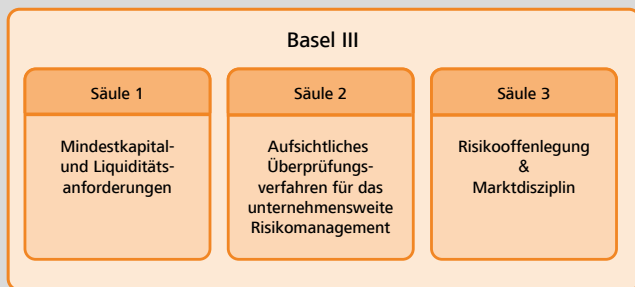 Basel III
Säule 1
Mindestkapital-
und Liquiditäts-
anforderungen
Säule 2
Aufsichtliches
Überprüfungs-
verfahren für das
unternehmensweite
Risikomanagement
Säule 3
Risikooffenlegung
&
Marktdisziplin